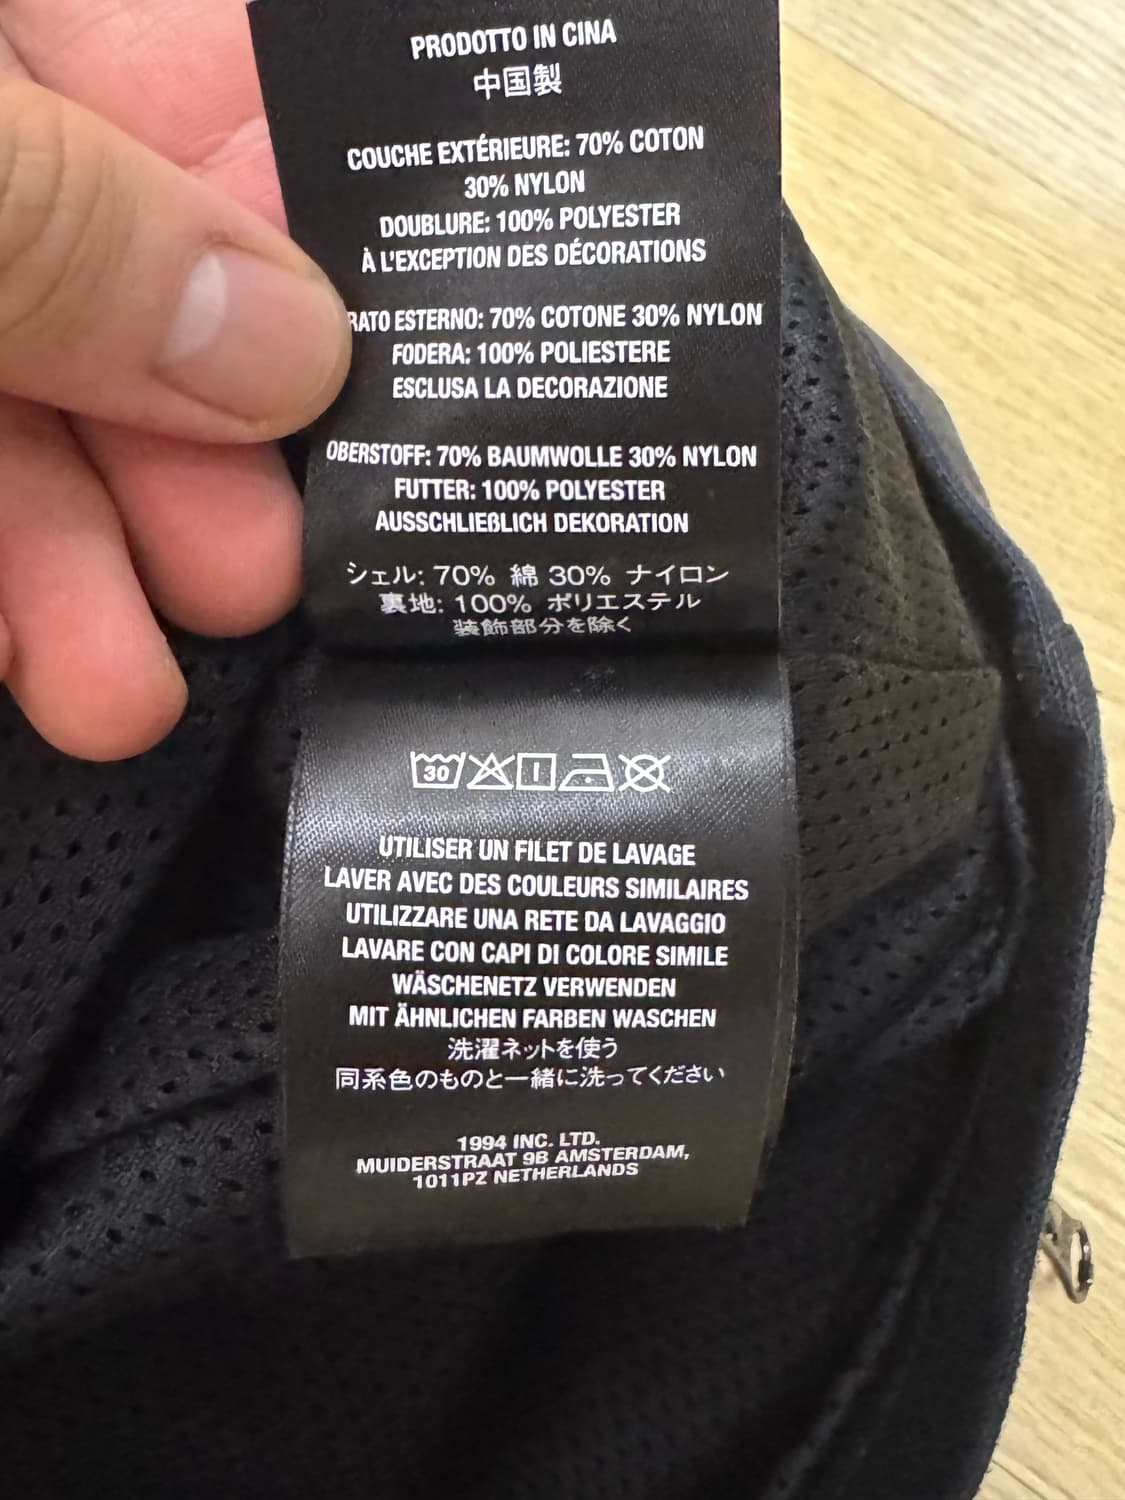 PRODOTTO IN CINA
中国製
COUCHE EXTÉRIEURE: 70% COTON
30% NYLON
DOUBLURE: 100% POLYESTER
À L'EXCEPTION DES DÉCORATIONS
RATO ESTERNO: 70% COTONE 30% NYLON
FODERA: 100% POLIESTERE
ESCLUSA LA DECORAZIONE
OBERSTOFF: 70% BAUMWOLLE 30% NYLON
FUTTER: 100% POLYESTER
AUSSCHLIEßLICH DEKORATION
シェル: 70% 綿 30% ナイロン
裏地: 100% ポリエステル
装飾部分を除く
30
UTILISER UN FILET DE LAVAGE
LAVER AVEC DES COULEURS SIMILAIRES
UTILIZZARE UNA RETE DA LAVAGGIO
LAVARE CON CAPI DI COLORE SIMILE
WÄSCHENETZ VERWENDEN
MIT ÄHNLICHEN FARBEN WASCHEN
洗濯ネットを使う
同系色のものと一緒に洗ってください
1994 INC. LTD.
MUIDERSTRAAT 9B AMSTERDAM,
1011PZ NETHERLANDS